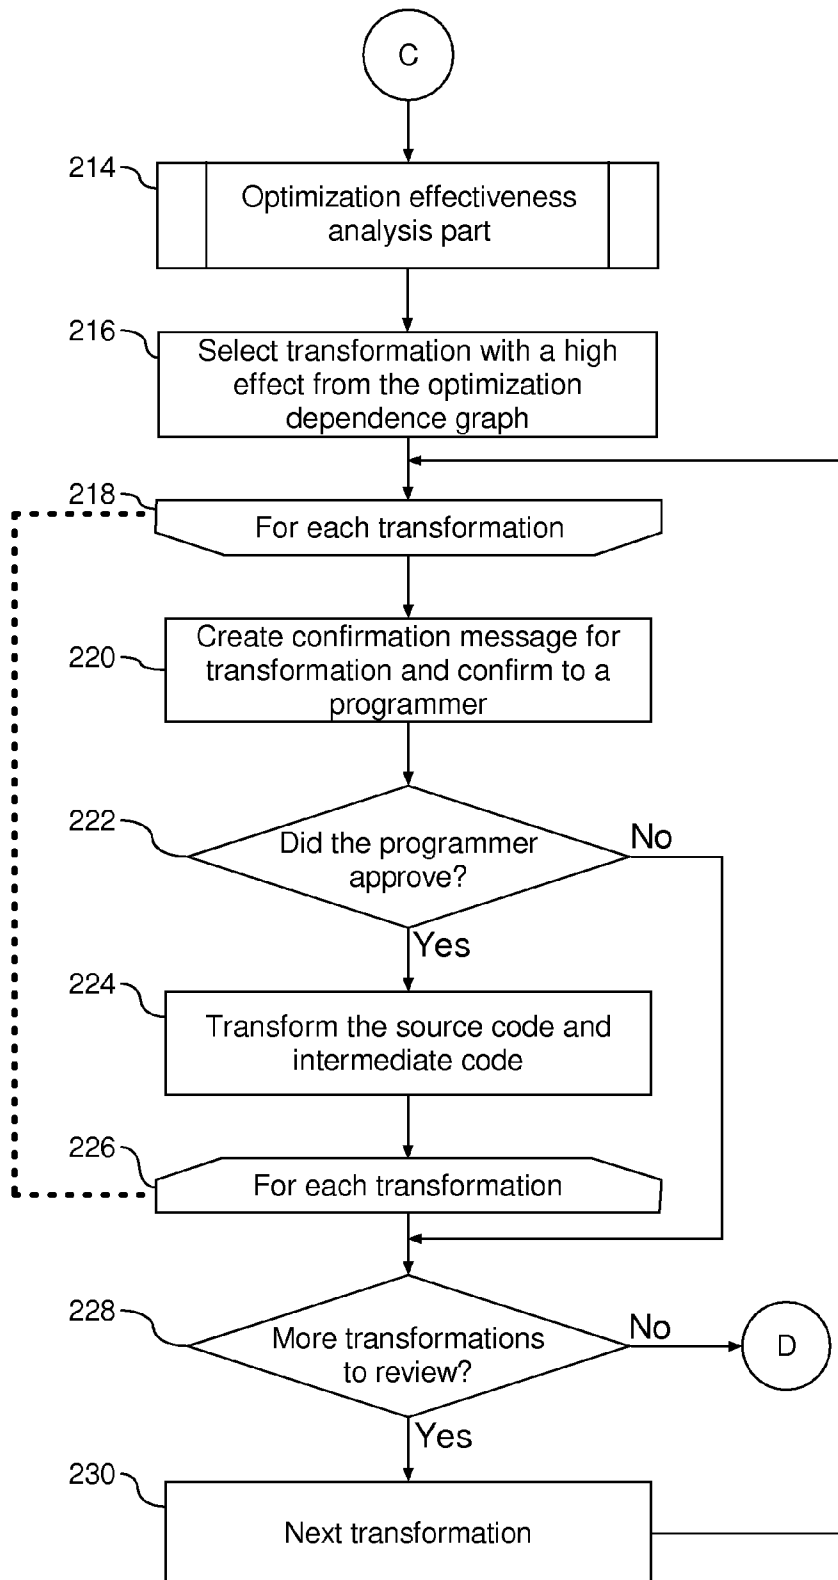 C
214
Optimization effectiveness
analysis part
216
Select transformation with a high
effect from the optimization
dependence graph
218
For each transformation
220
Create confirmation message for
transformation and confirm to a
programmer
222
Did the programmer
approve?
No
Yes
224
Transform the source code and
intermediate code
226
For each transformation
228
More transformations
to review?
No
D
Yes
230
Next transformation